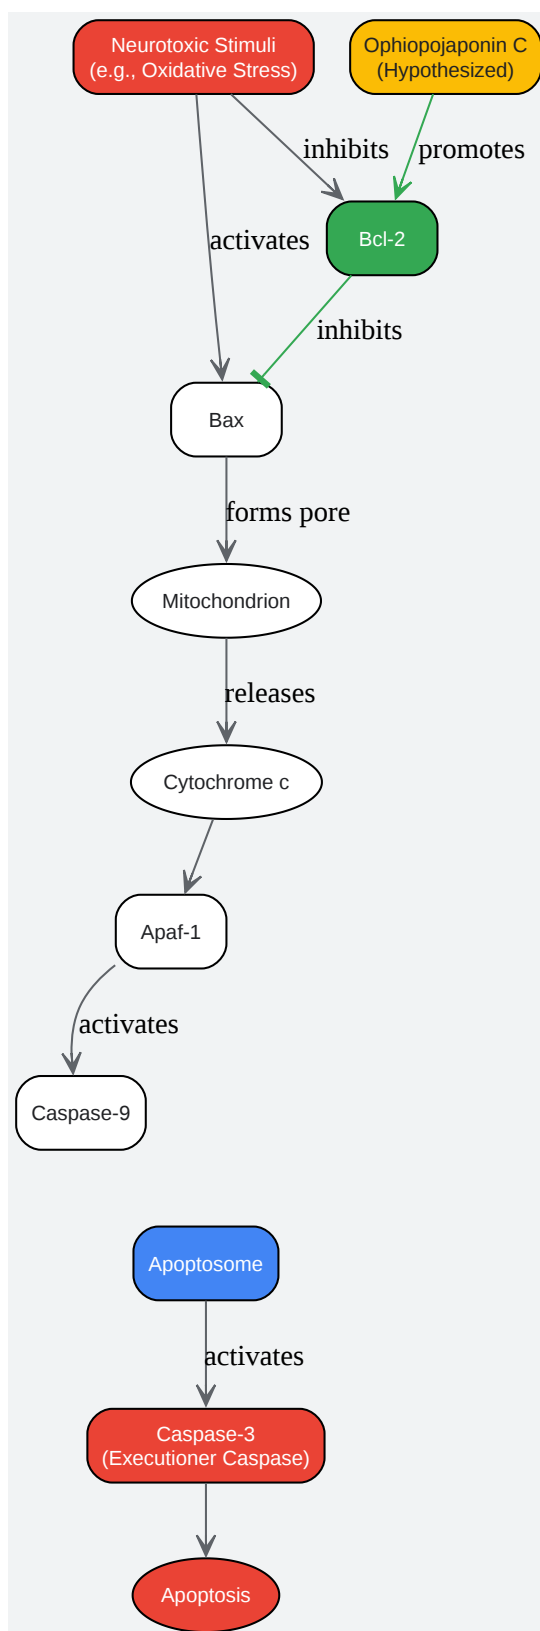 Neurotoxic Stimuli
(e.g., Oxidative Stress)
Ophiopojaponin C
(Hypothesized)
inhibits
promotes
activates
Bcl-2
inhibits
Bax
forms pore
Mitochondrion
releases
Cytochrome c
Apaf-1
activates
Caspase-9
Apoptosome
activates
Caspase-3
(Executioner Caspase)
Apoptosis